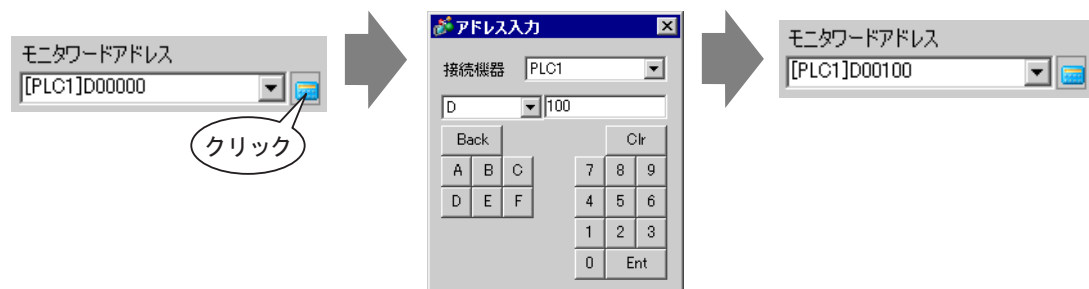 モニタワードアドレス
[PLC1]D00000
クリック
アドレス入力
接続機器 PLC1
D 100
Back Clr
A B C 7 8 9
D E F 4 5 6
1 2 3
0 Ent
モニタワードアドレス
[PLC1]D00100